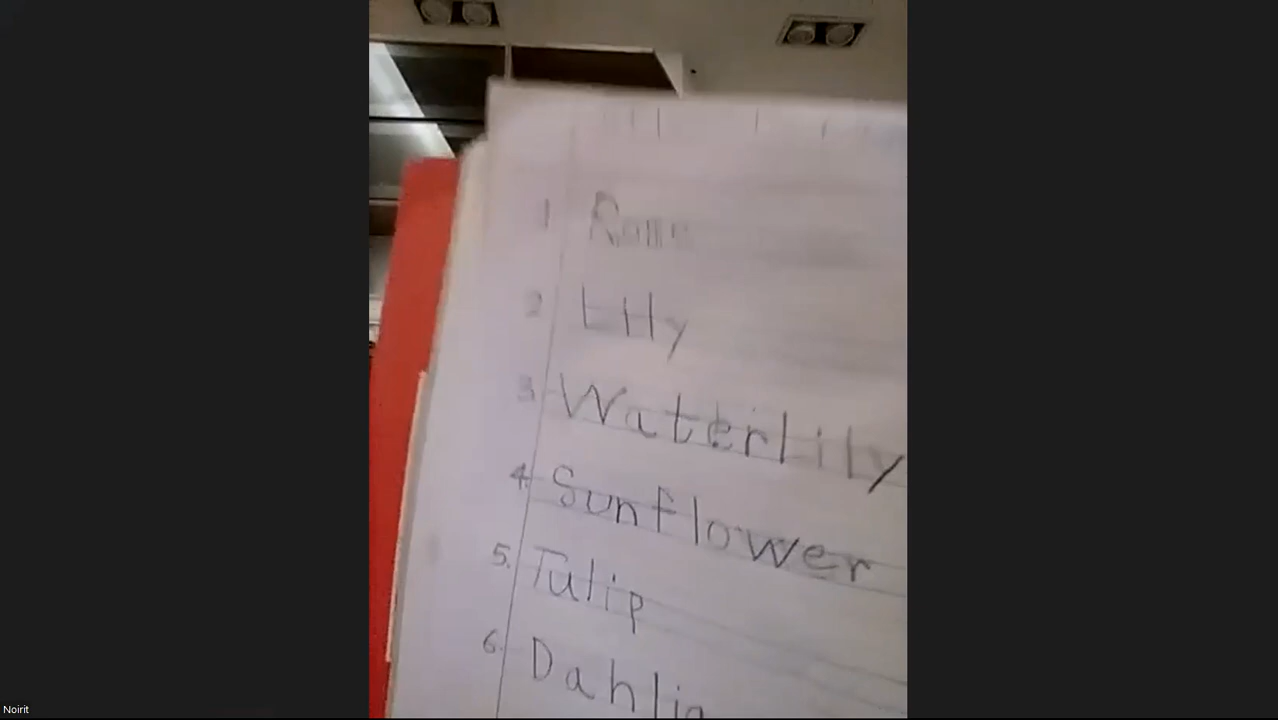 1
2 Lily
3 Waterlily
4. Sunflower
5. Tulip
6. Dahlia
Noirit